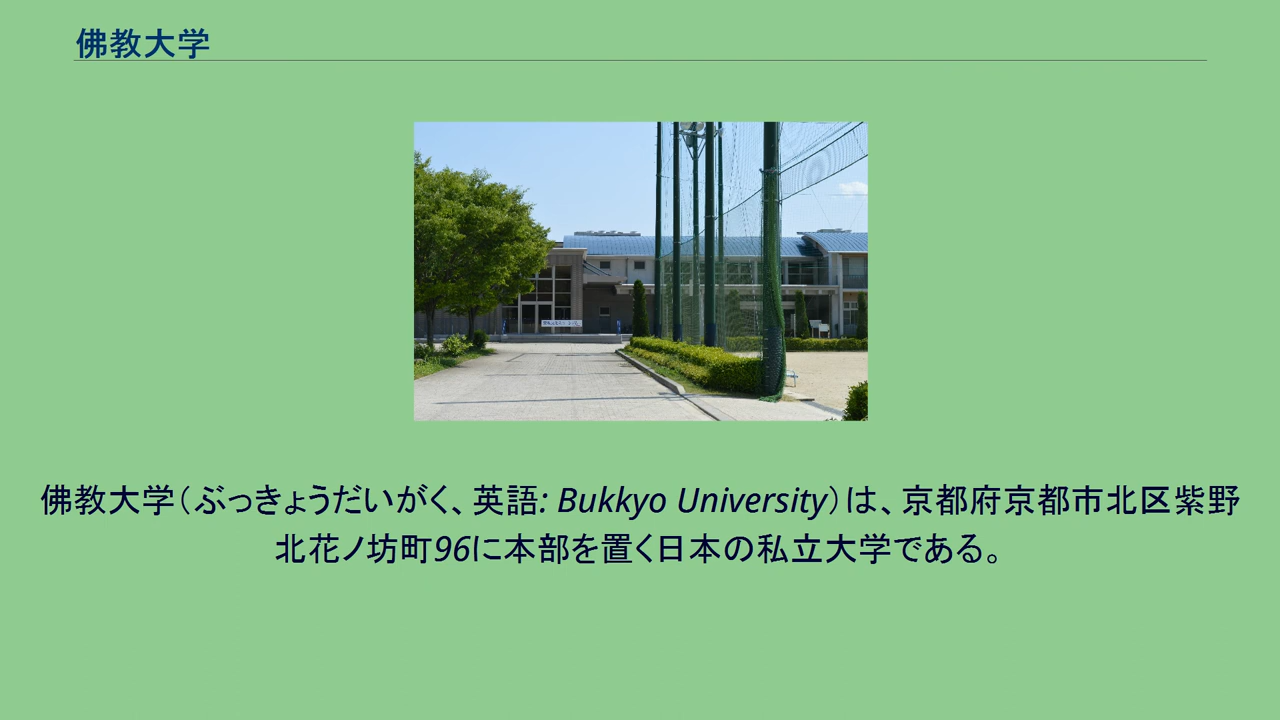 佛教大学
佛教大学（ぶっきょうだいがく、英語: Bukkyo University）は、京都府京都市北区紫野
北花ノ坊町96に本部を置く日本の私立大学である。